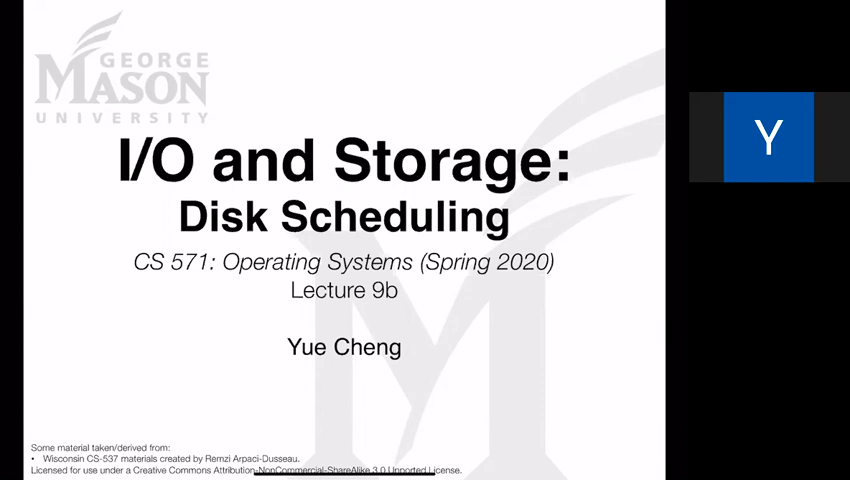 GEORGE
MASON
UNIVERSITY
I/O and Storage:
Disk Scheduling
CS 571: Operating Systems (Spring 2020)
Lecture 9b
Yue Cheng
Y
Some material taken/derived from:
• Wisconsin CS-537 materials created by Remzi Arpaci-Dusseau.
Licensed for use under a Creative Commons Attribution-NonCommercial-ShareAlike 3.0 Unported License.